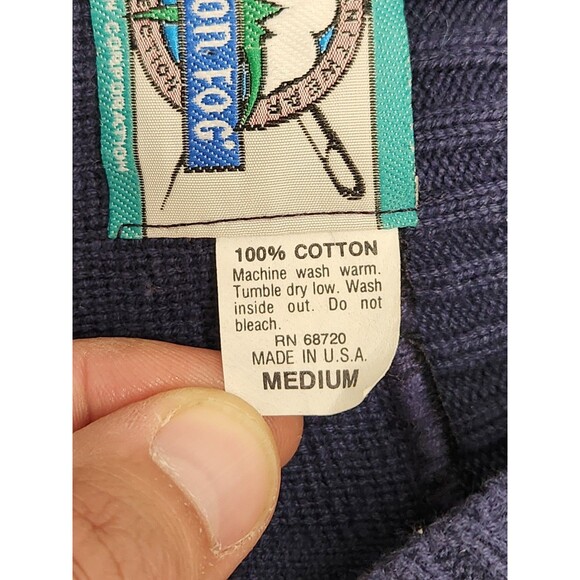 FOG
100% COTTON
Machine wash warm.
Tumble dry low. Wash
inside out. Do not
bleach.
RN 68720
MADE IN U.S.A.
MEDIUM